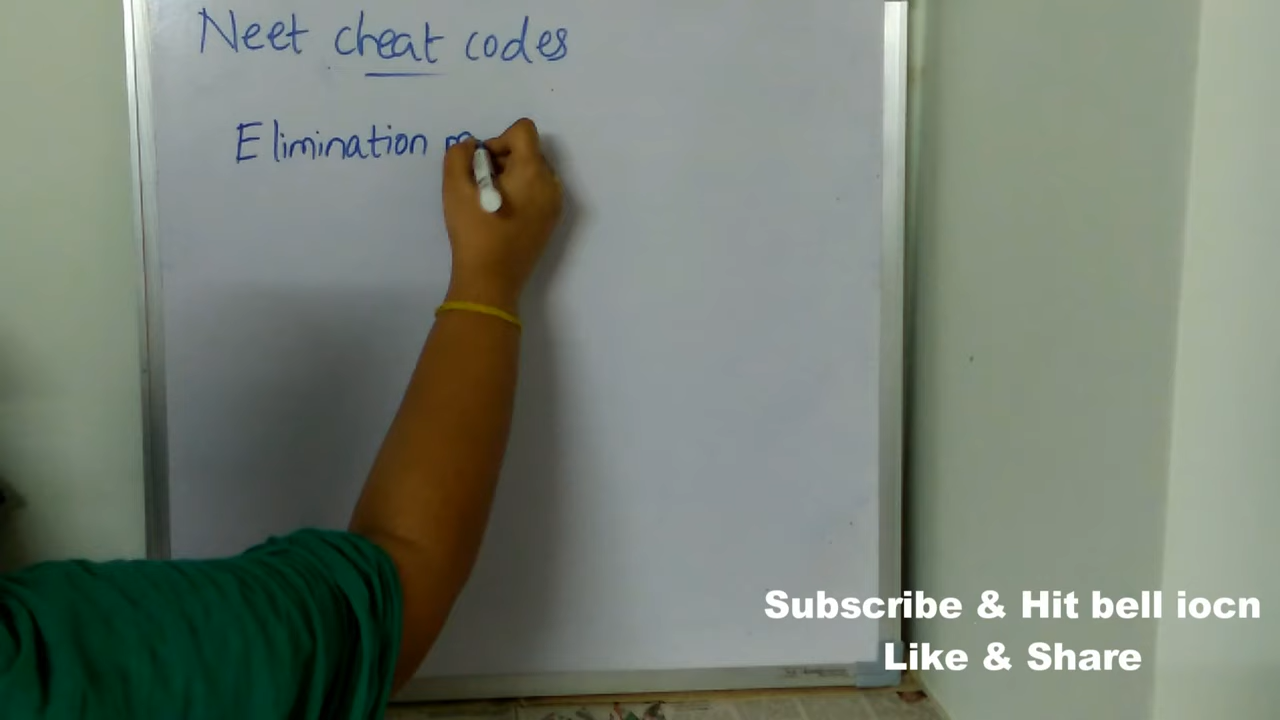 Neet cheat codes
Elimination
Subscribe & Hit bell iocn
Like & Share